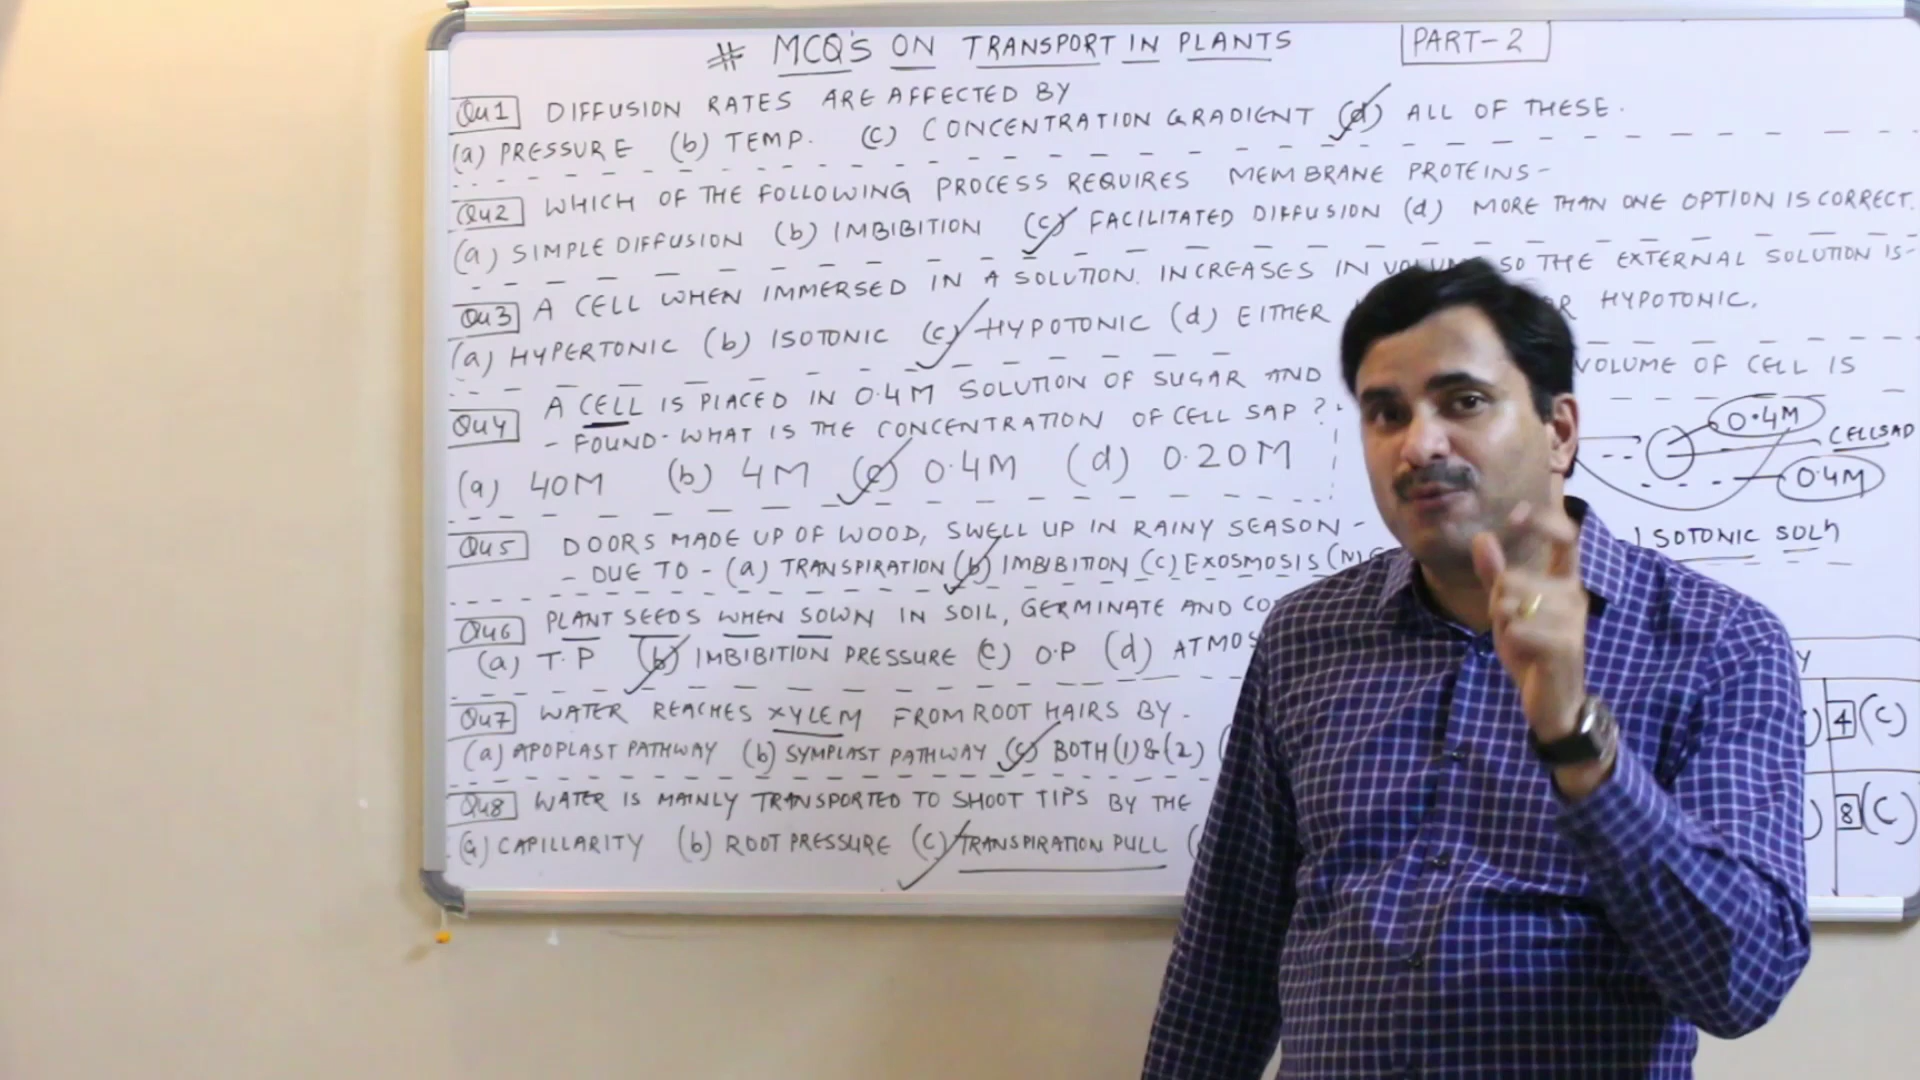 # MCQ'S ON TRANSPORT IN PLANTS PART-2
Qu1 DIFFUSION RATES ARE AFFECTED BY
(a) PRESSURE (b) TEMP. (c) CONCENTRATION GRADIENT (d) ALL OF THESE.
Qu2 WHICH OF THE FOLLOWING PROCESS REQUIRES MEMBRANE PROTEINS-
(a) SIMPLE DIFFUSION (b) IMBIBITION (c) FACILITATED DIFFUSION (d) MORE THAN ONE OPTION IS CORRECT.
Qu3 A CELL WHEN IMMERSED IN A SOLUTION. INCREASES IN VOLUME SO THE EXTERNAL SOLUTION IS-
(a) HYPERTONIC (b) ISOTONIC (c) HYPOTONIC (d) EITHER OR HYPOTONIC.
Qu4 A CELL IS PLACED IN 0.4M SOLUTION OF SUGAR AND VOLUME OF CELL IS
- FOUND- WHAT IS THE CONCENTRATION OF CELL SAP ?
(a) 40M (b) 4M (c) 0.4M (d) 0.20M
0.4M
CELLSAP
0.4M
ISOTONIC SOLn
Qu5 DOORS MADE UP OF WOOD, SWELL UP IN RAINY SEASON -
- DUE TO - (a) TRANSPIRATION (b) IMBIBITION (c) EXOSMOSIS
Qu6 PLANT SEEDS WHEN SOWN IN SOIL, GERMINATE AND
(a) T.P (b) IMBIBITION PRESSURE (c) O.P (d)
Qu7 WATER REACHES XYLEM FROM ROOT HAIRS BY -
(a) APOPLAST PATHWAY (b) SYMPLAST PATHWAY (c) BOTH (1) & (2)
4 (C)
Qu8 WATER IS MAINLY TRANSPORTED TO SHOOT TIPS BY THE
(a) CAPILLARITY (b) ROOT PRESSURE (c) TRANSPIRATION PULL
8 (C)